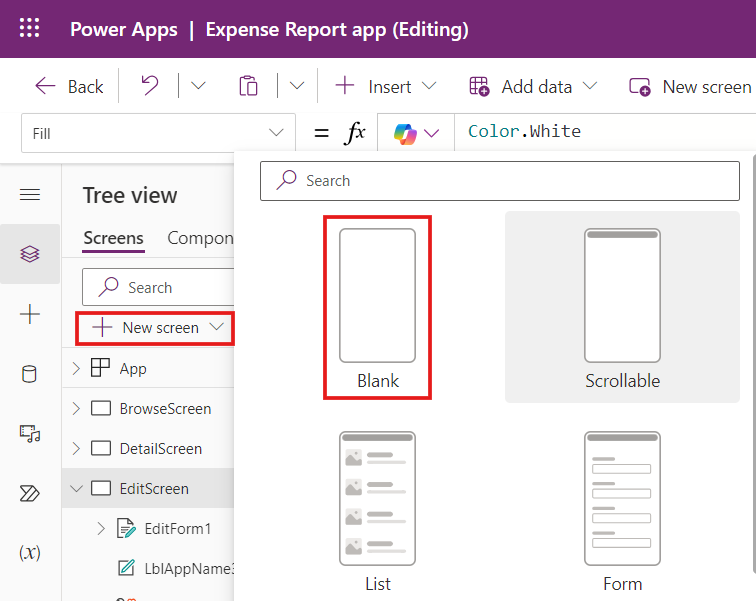 Power Apps | Expense Report app (Editing)
Back Insert Add data New screen
Fill = fx Color.White
Tree view
Screens Compon
Search
New screen
App
BrowseScreen
DetailScreen
EditScreen
EditForm1
LblAppName3
(x)
Search
Blank Scrollable
List Form